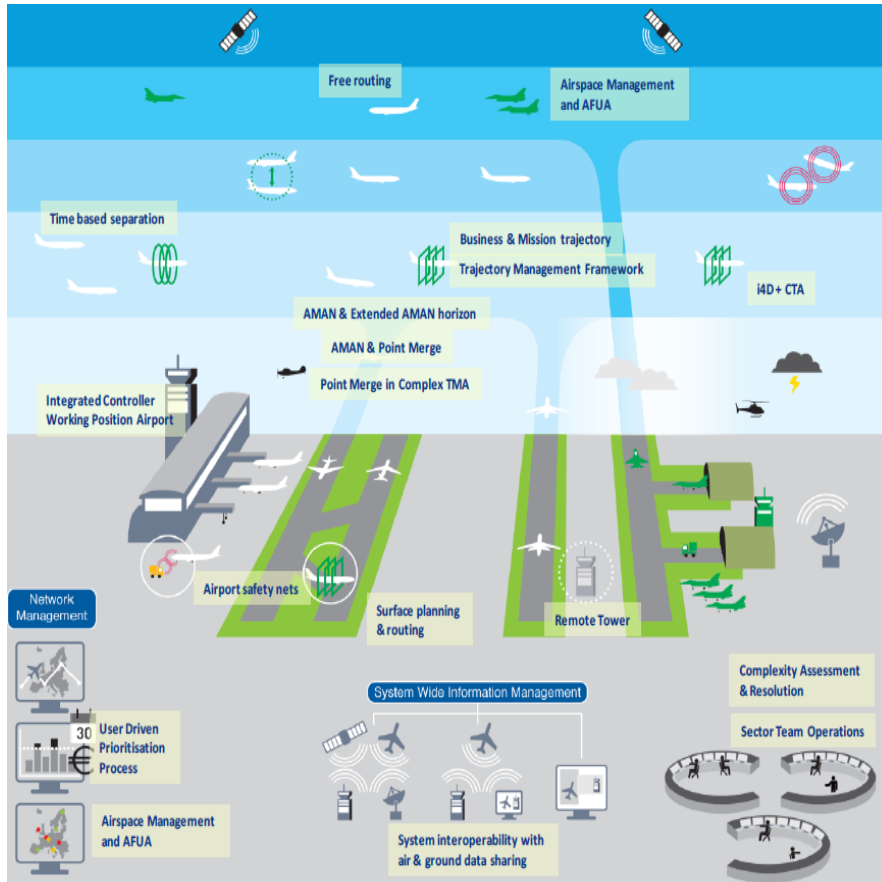 Free routing
Airspace Management
and AFUA
Time based separation
Business & Mission trajectory
Trajectory Management Framework
i4D + CTA
AMAN & Extended AMAN horizon
AMAN & Point Merge
Point Merge in Complex TMA
Integrated Controller
Working Position Airport
Airport safety nets
Surface planning
& routing
Remote Tower
Network
Management
30
User Driven
Prioritisation
Process
€
Airspace Management
and AFUA
System Wide Information Management
System interoperability with
air & ground data sharing
Complexity Assessment
& Resolution
Sector Team Operations